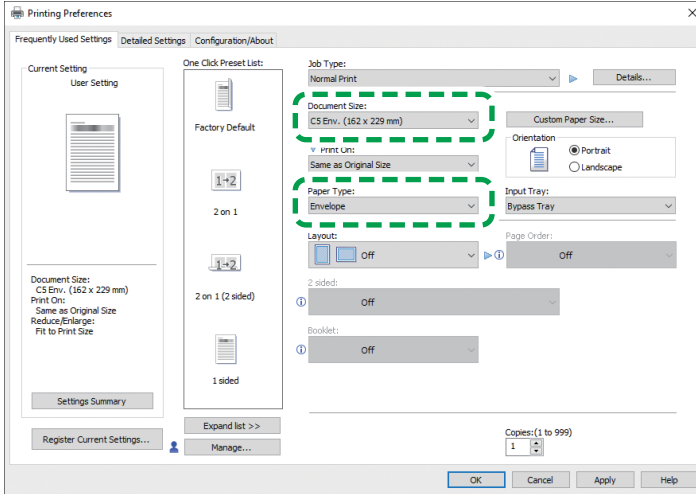 Printing Preferences
Frequently Used Settings
Detailed Settings
Configuration/About
Current Setting
User Setting
Document Size:
C5 Env. (162 x 229 mm)
Print On:
Same as Original Size
Reduce/Enlarge:
Fit to Print Size
Settings Summary
Register Current Settings...
One Click Preset List:
Factory Default
1→2
2 on 1
1→2
2 on 1 (2 sided)
1 sided
Expand list >>
Manage...
Job Type:
Normal Print
Details...
Document Size:
C5 Env. (162 x 229 mm)
Custom Paper Size...
Print On:
Same as Original Size
Orientation
Portrait
Landscape
Paper Type:
Envelope
Input Tray:
Bypass Tray
Layout:
Off
Page Order:
Off
2 sided:
Off
Booklet:
Off
Copies:(1 to 999)
1
OK
Cancel
Apply
Help